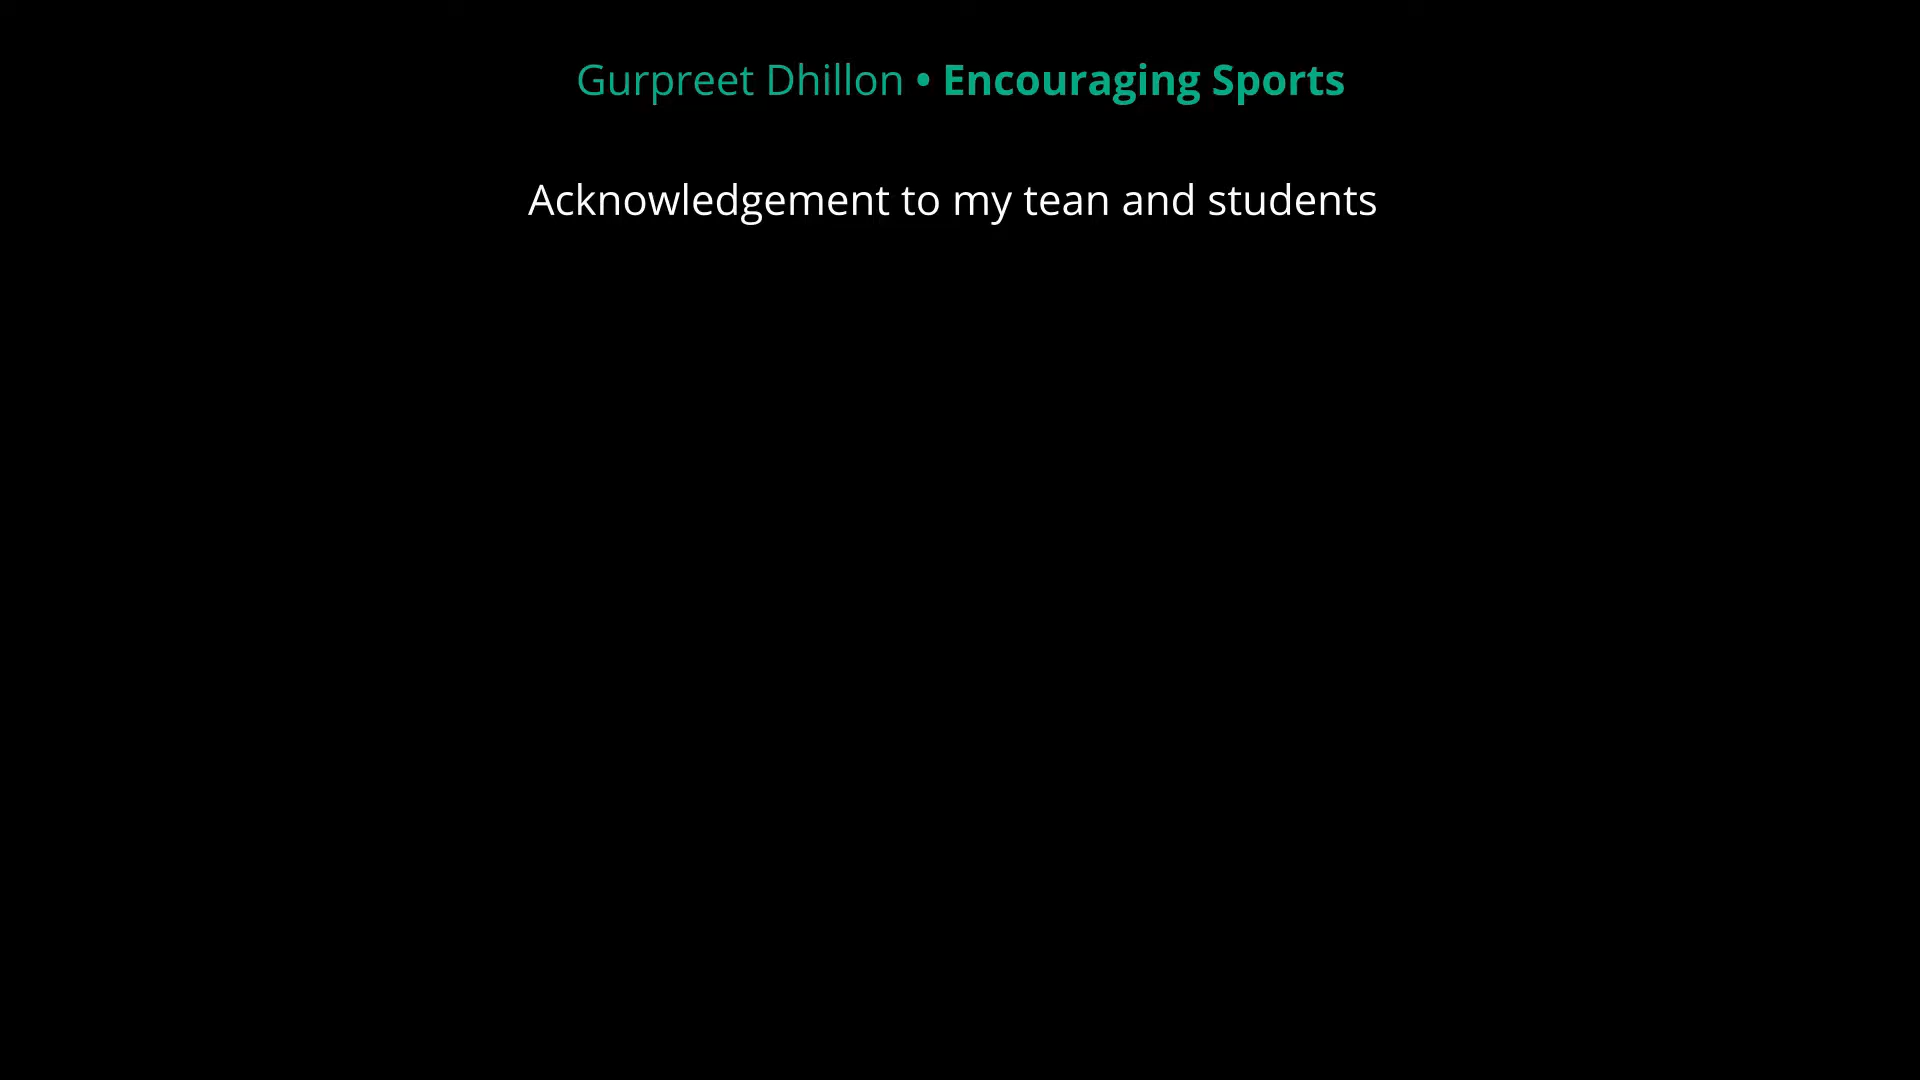 Gurpreet Dhillon • Encouraging Sports
Acknowledgement to my tean and students